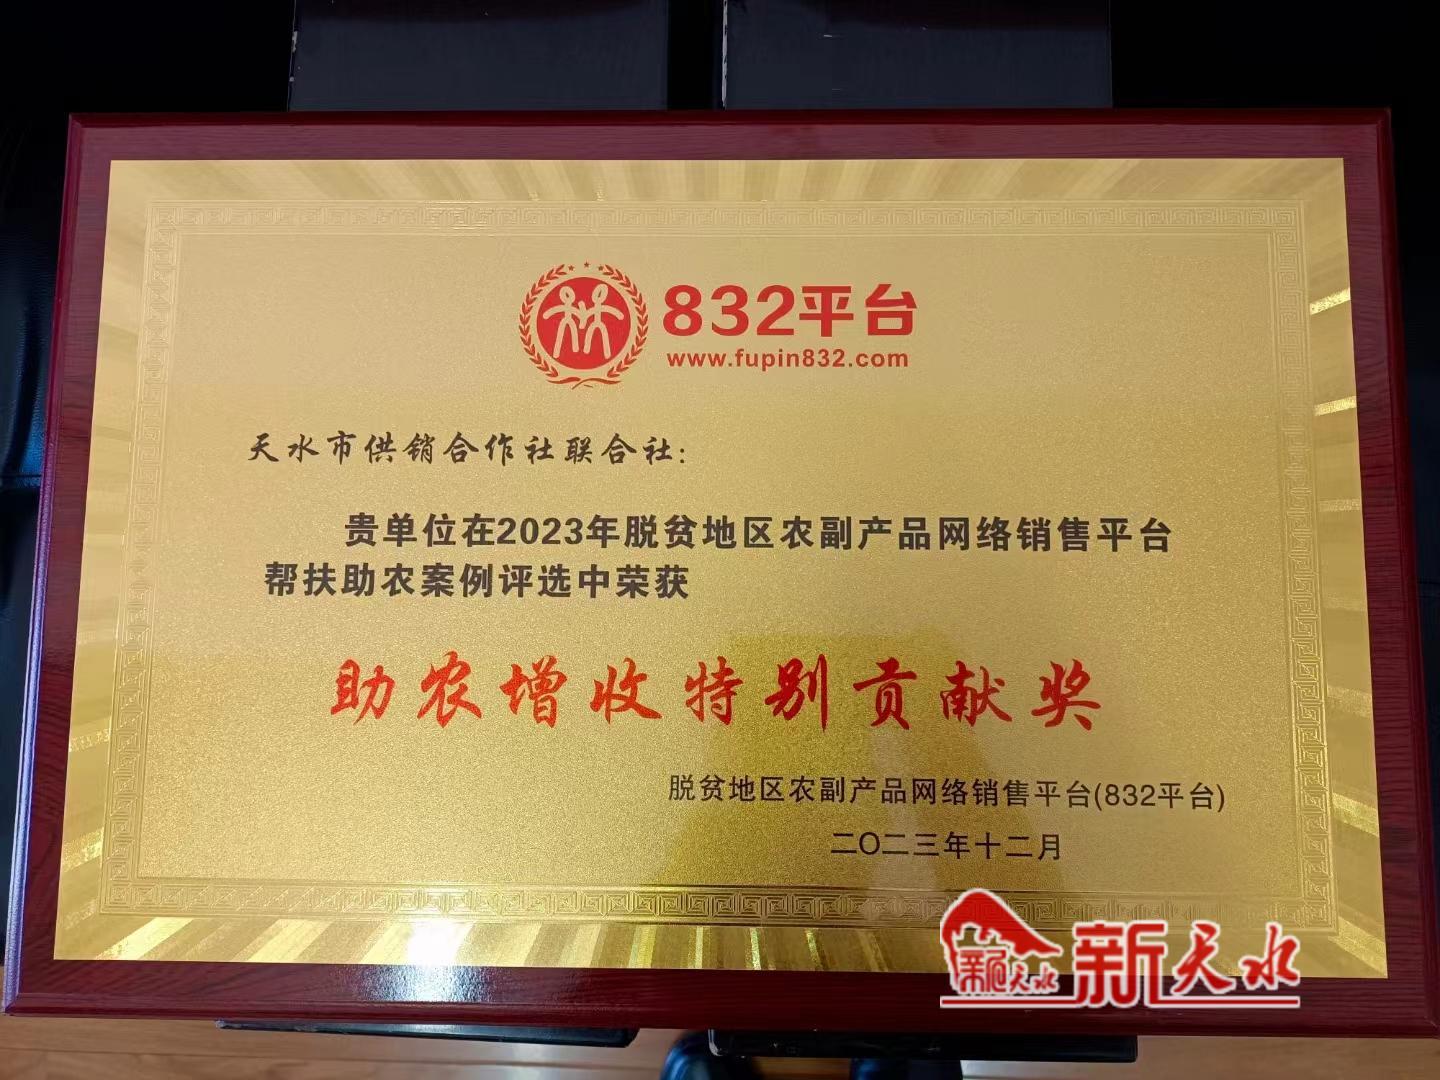 832平台
www.fupin832.com
天水市供销合作社联合社：
贵单位在2023年脱贫地区农副产品网络销售平台
帮扶助农案例评选中荣获
助农增收特别贡献奖
脱贫地区农副产品网络销售平台(832平台)
二〇二三年十二月
新天水
新天水